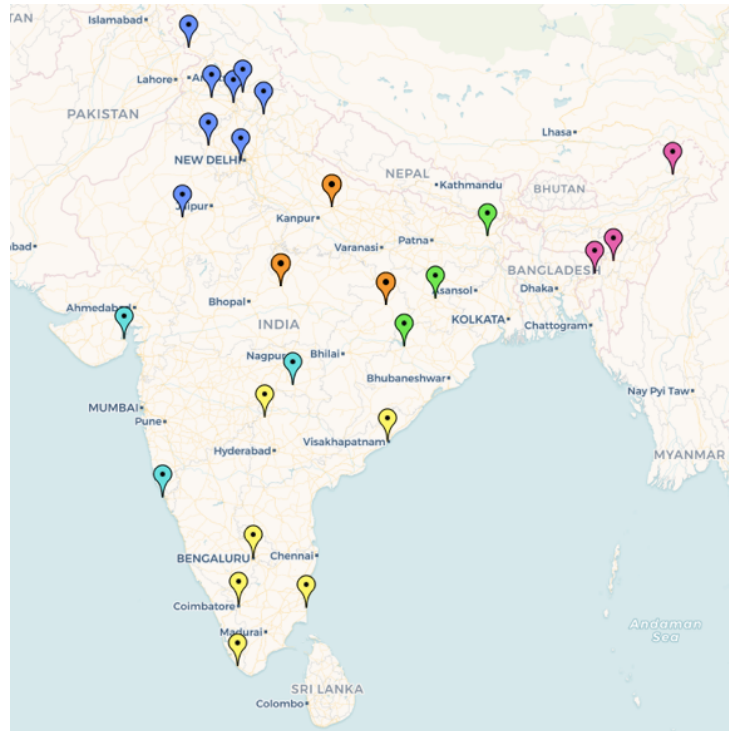 TAN
Islamabad
Lahore
Am
PAKISTAN
Lhasa
NEW DELHI
NEPAL
Kathmandu
BHUTAN
Jaipur
Kanpur
Patna
Varanasi
bad
BANGLADESH
Asansol
Dhaka
Bhopal
Ahmedabad
KOLKATA
Chattogram
INDIA
Nagpur
Bhilai
Bhubaneshwar
Nay Pyi Taw
MUMBAI
Pune
Visakhapatnam
Hyderabad
MYANMAR
BENGALURU
Chennai
Coimbatore
Andaman
Sea
Madurai
SRI LANKA
Colombo